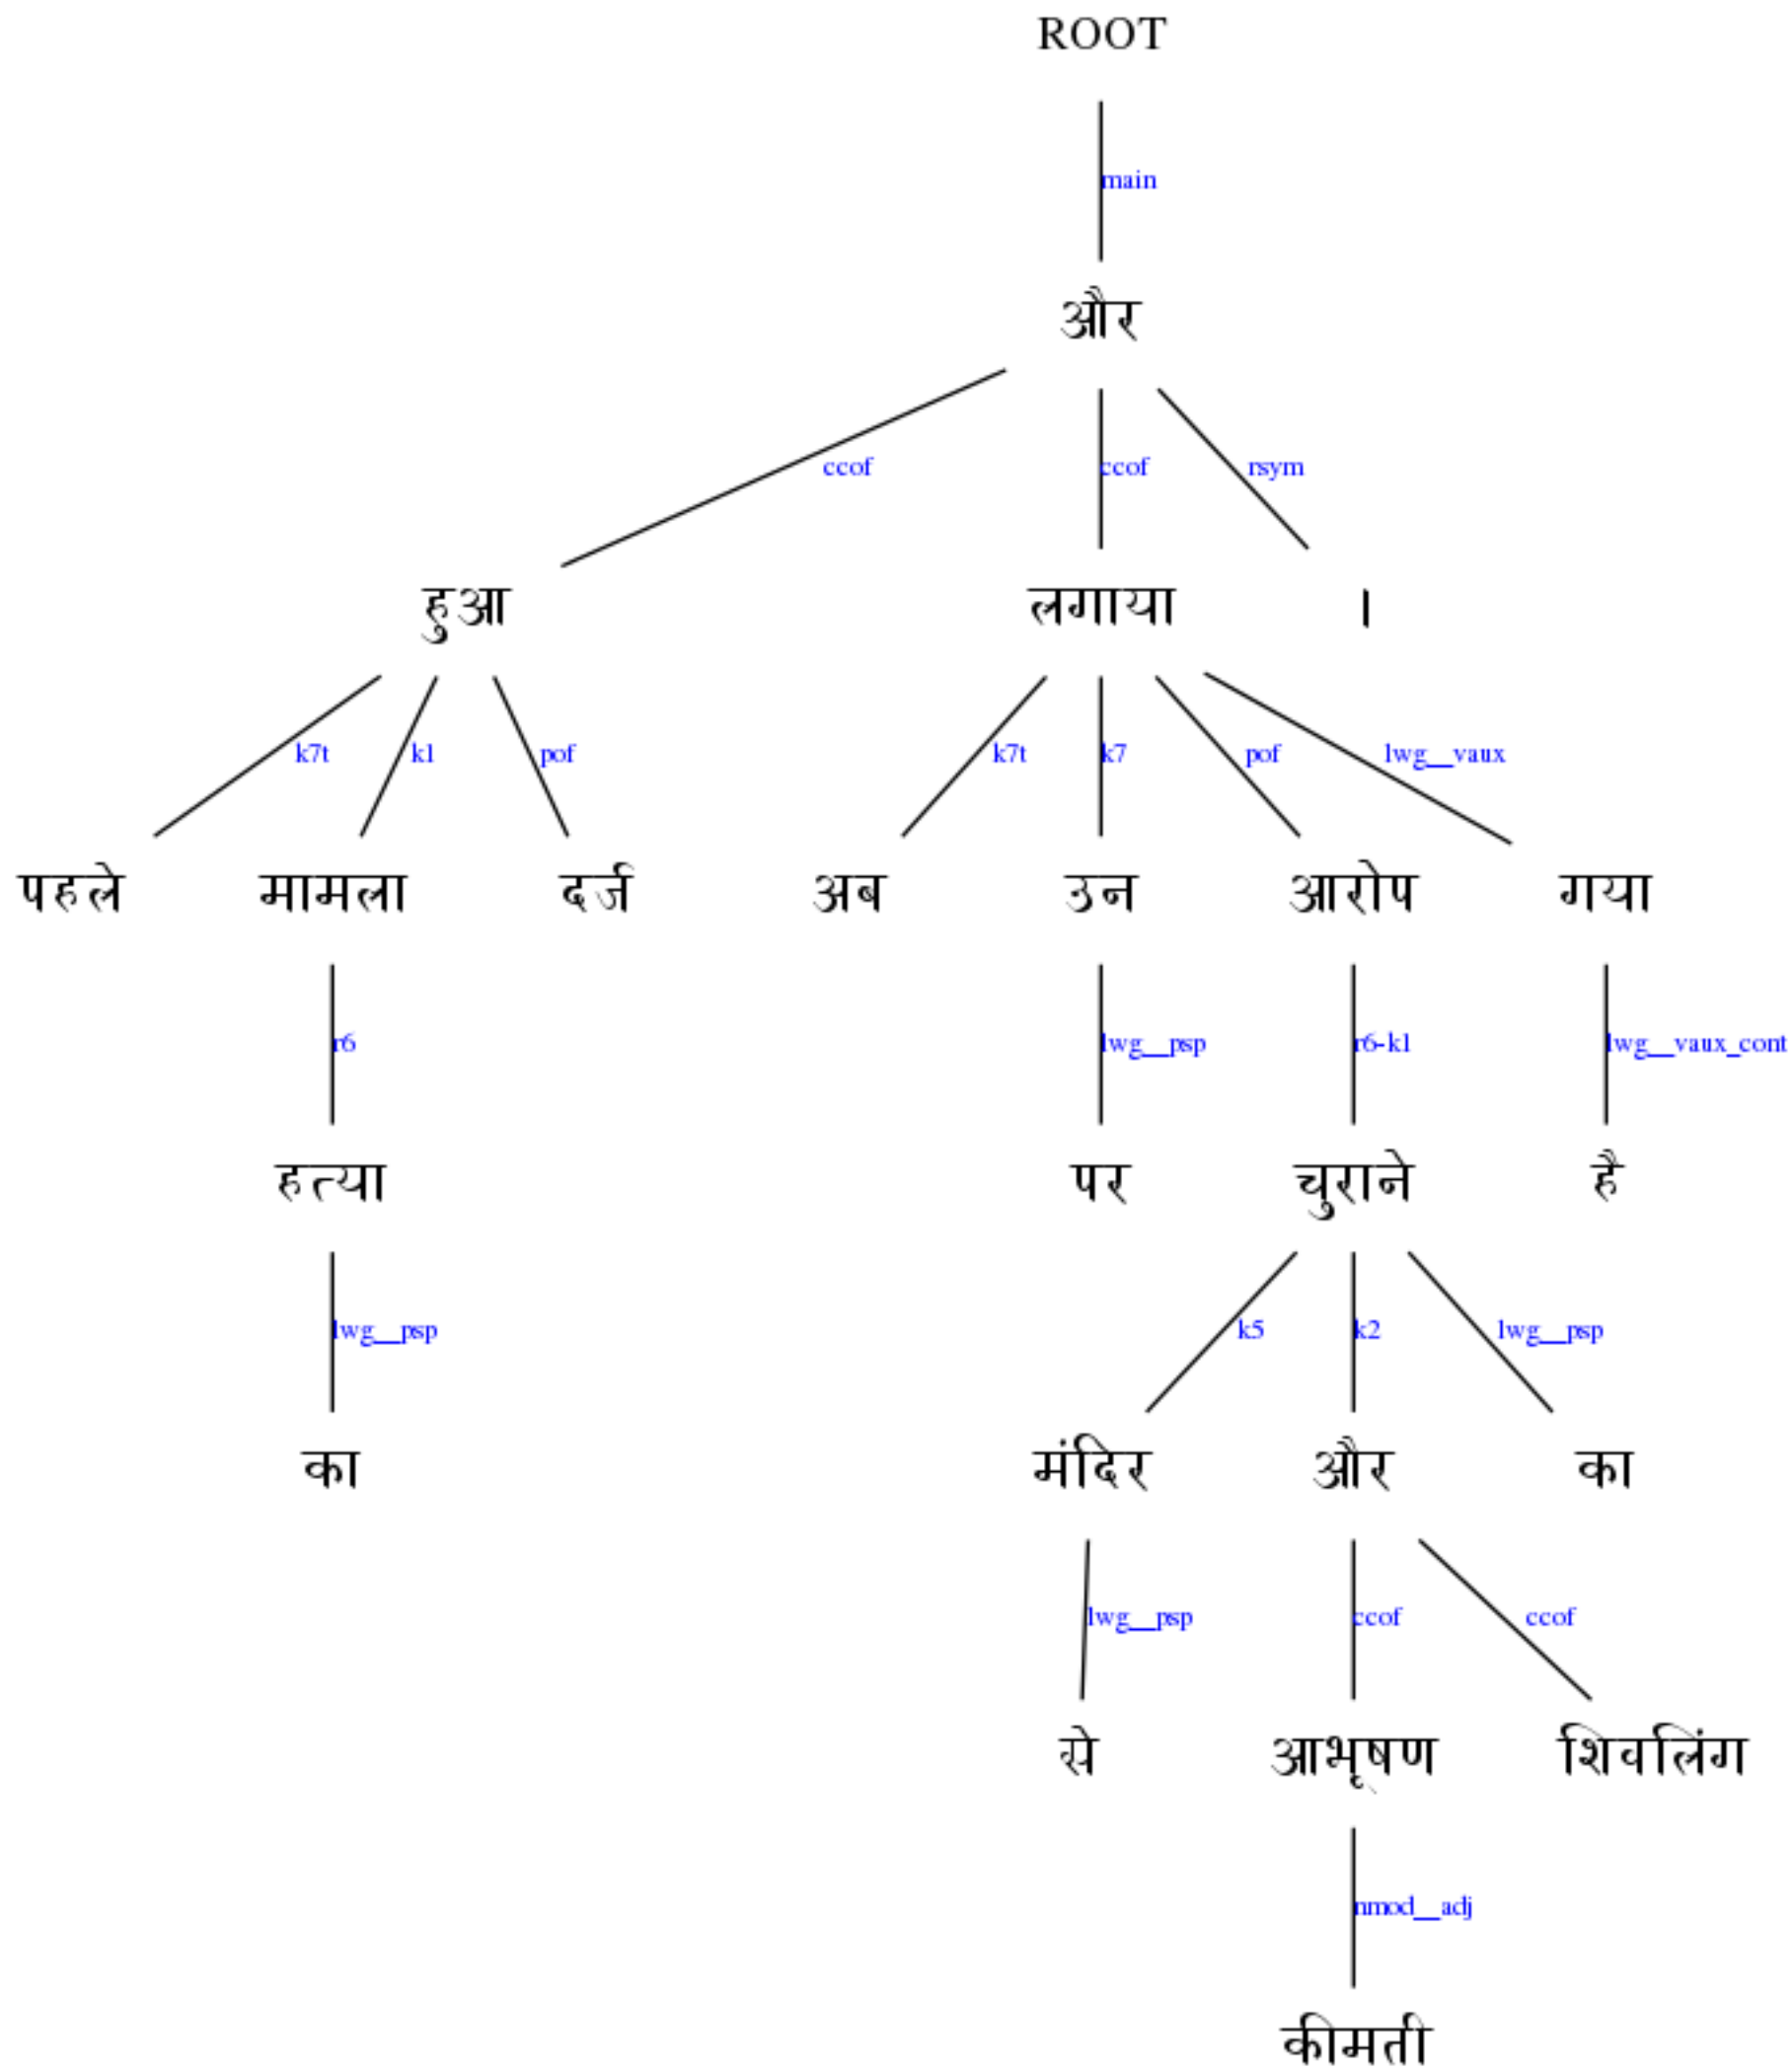 ROOT
main
और
ccof ccof rsym
हुआ लगाया ।
k7t k1 pof k7t k7 pof lwg__vaux
पहले मामला दर्ज अब उन आरोप गया
r6 lwg__psp r6-k1 lwg__vaux_cont
हत्या पर चुराने है
lwg__psp k5 k2 lwg__psp
का मंदिर और का
lwg__psp ccof ccof
से आभूषण शिवलिंग
nmod__adj
कीमती